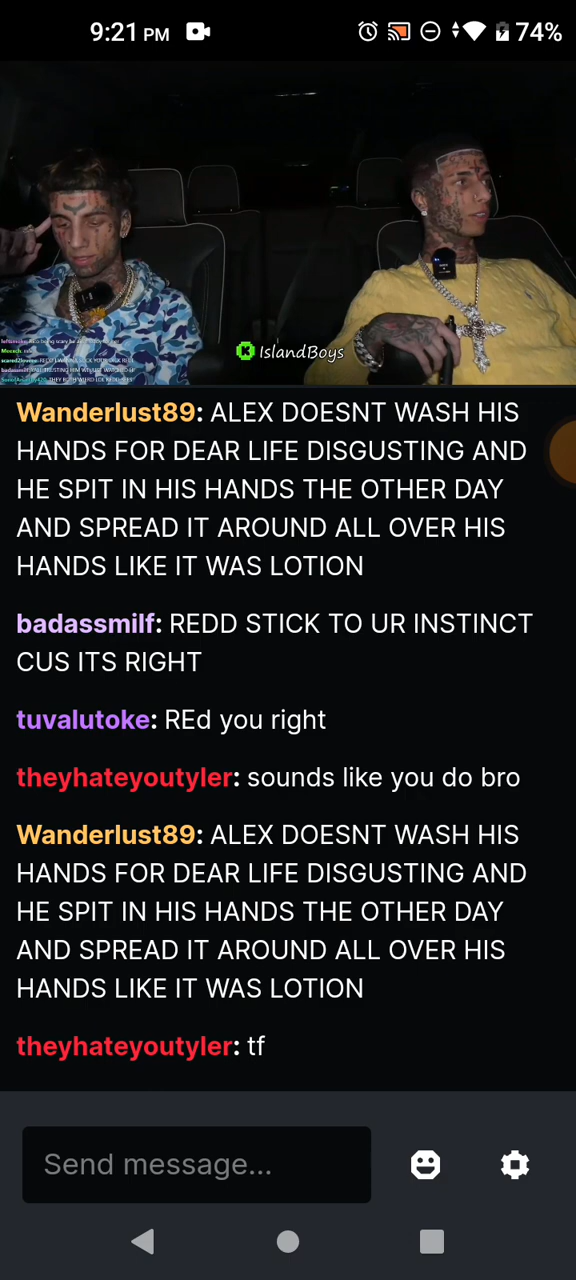 9:21 PM 74%
IslandBoys
Wanderlust89: ALEX DOESNT WASH HIS
HANDS FOR DEAR LIFE DISGUSTING AND
HE SPIT IN HIS HANDS THE OTHER DAY
AND SPREAD IT AROUND ALL OVER HIS
HANDS LIKE IT WAS LOTION
badassmilf: REDD STICK TO UR INSTINCT
CUS ITS RIGHT
tuvalutoke: REd you right
theyhateyoutyler: sounds like you do bro
Wanderlust89: ALEX DOESNT WASH HIS
HANDS FOR DEAR LIFE DISGUSTING AND
HE SPIT IN HIS HANDS THE OTHER DAY
AND SPREAD IT AROUND ALL OVER HIS
HANDS LIKE IT WAS LOTION
theyhateyoutyler: tf
Send message...